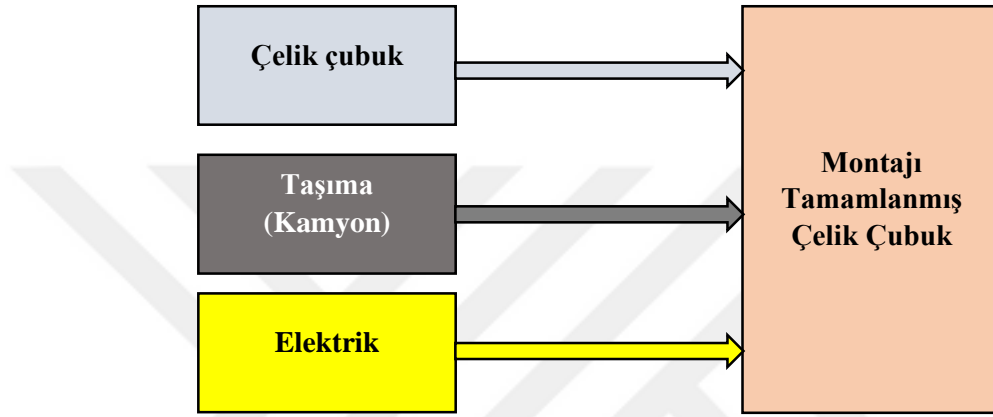 Çelik çubuk
Taşıma
(Kamyon)
Elektrik
Montajı
Tamamlanmış
Çelik Çubuk